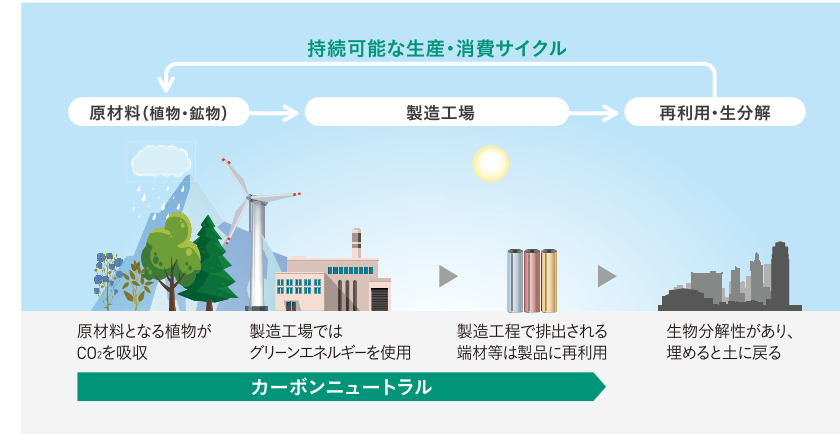 持続可能な生産・消費サイクル
原材料(植物・鉱物)
製造工場
再利用・生分解
原材料となる植物が
CO₂を吸収
製造工場では
グリーンエネルギーを使用
製造工程で排出される
端材等は製品に再利用
生物分解性があり、
埋めると土に戻る
カーボンニュートラル